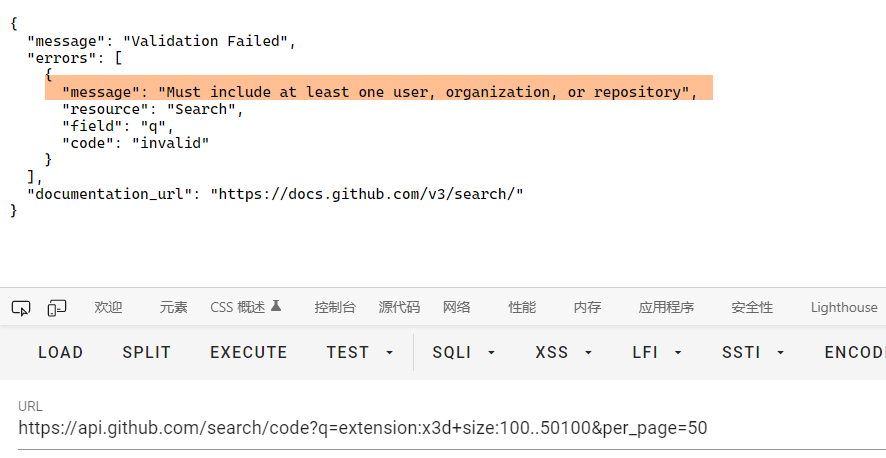 {
  "message": "Validation Failed",
  "errors": [
    {
      "message": "Must include at least one user, organization, or repository",
      "resource": "Search",
      "field": "q",
      "code": "invalid"
    }
  ],
  "documentation_url": "https://docs.github.com/v3/search/"
}
欢迎 元素 CSS 概述 控制台 源代码 网络 性能 内存 应用程序 安全性 Lighthouse
LOAD SPLIT EXECUTE TEST SQLI XSS LFI SSTI ENCOD
URL
https://api.github.com/search/code?q=extension:x3d+size:100..50100&per_page=50